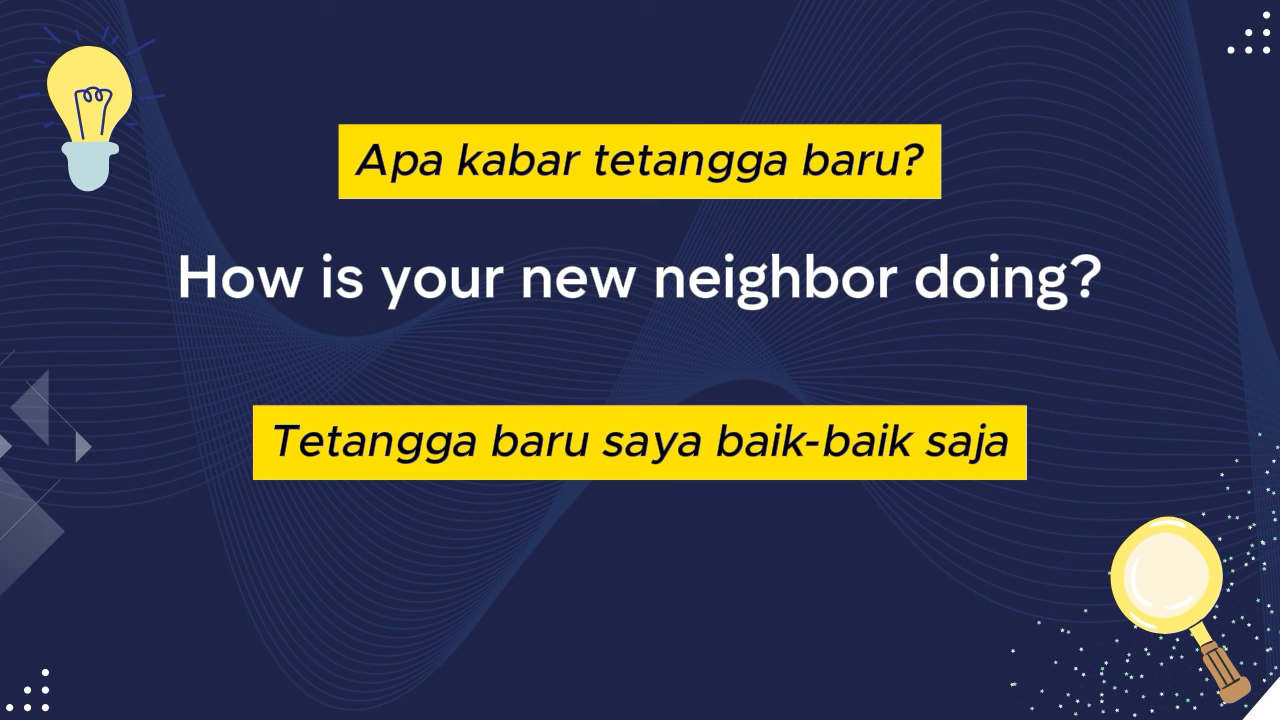 Apa kabar tetangga baru?
How is your new neighbor doing?
Tetangga baru saya baik-baik saja